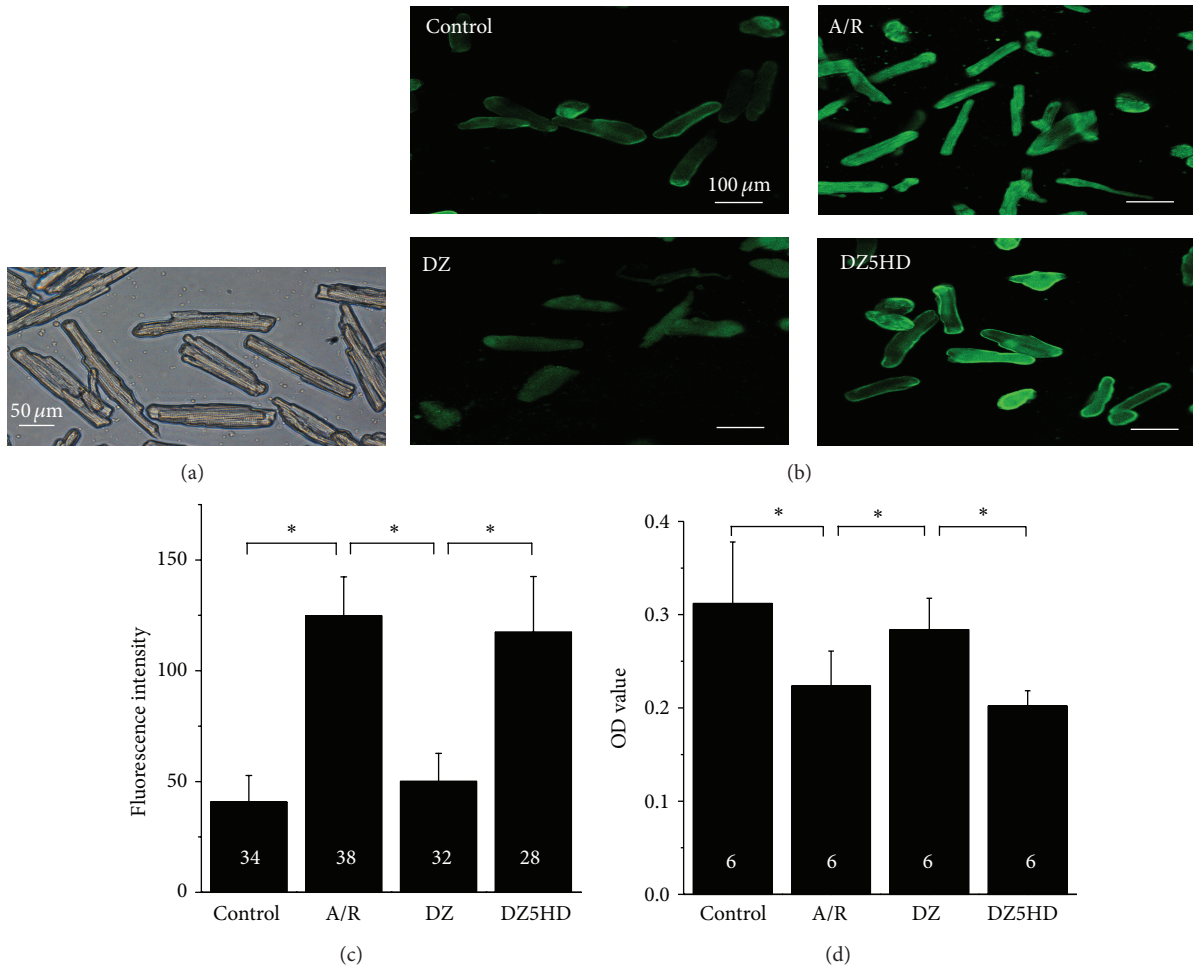 Control
A/R
100 µm
DZ
DZ5HD
50 µm
(a)
(b)
Fluorescence intensity
150
100
50
0
*
*
*
34
38
32
28
Control
A/R
DZ
DZ5HD
(c)
OD value
0.4
0.3
0.2
0.1
0.0
*
*
*
6
6
6
6
Control
A/R
DZ
DZ5HD
(d)